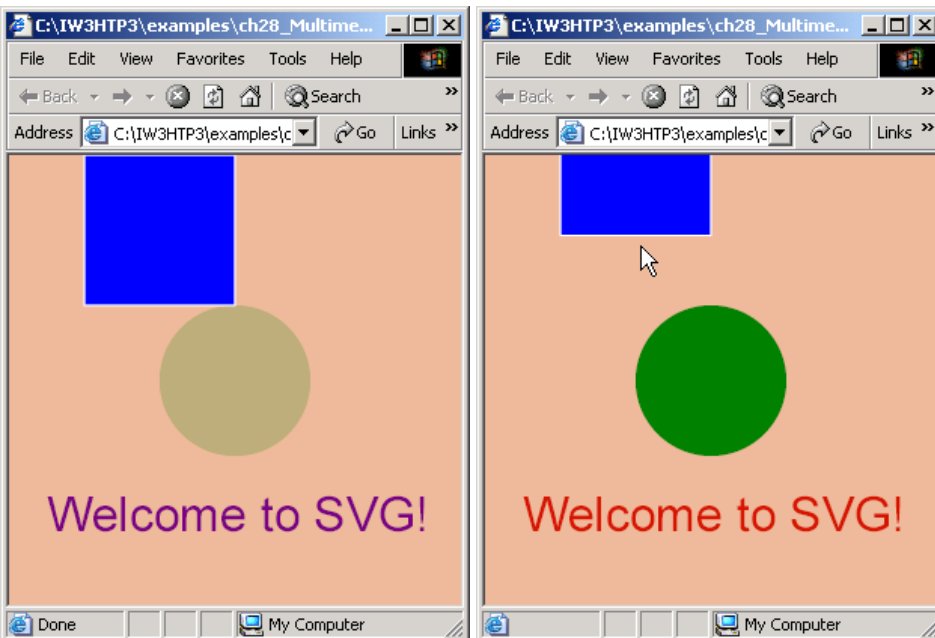 C:\IW3HTP3\examples\ch28_Multime...
File Edit View Favorites Tools Help
Back Search »
Address C:\IW3HTP3\examples\c Go Links »
Welcome to SVG!
Done My Computer
C:\IW3HTP3\examples\ch28_Multime...
File Edit View Favorites Tools Help
Back Search »
Address C:\IW3HTP3\examples\c Go Links »
Welcome to SVG!
My Computer